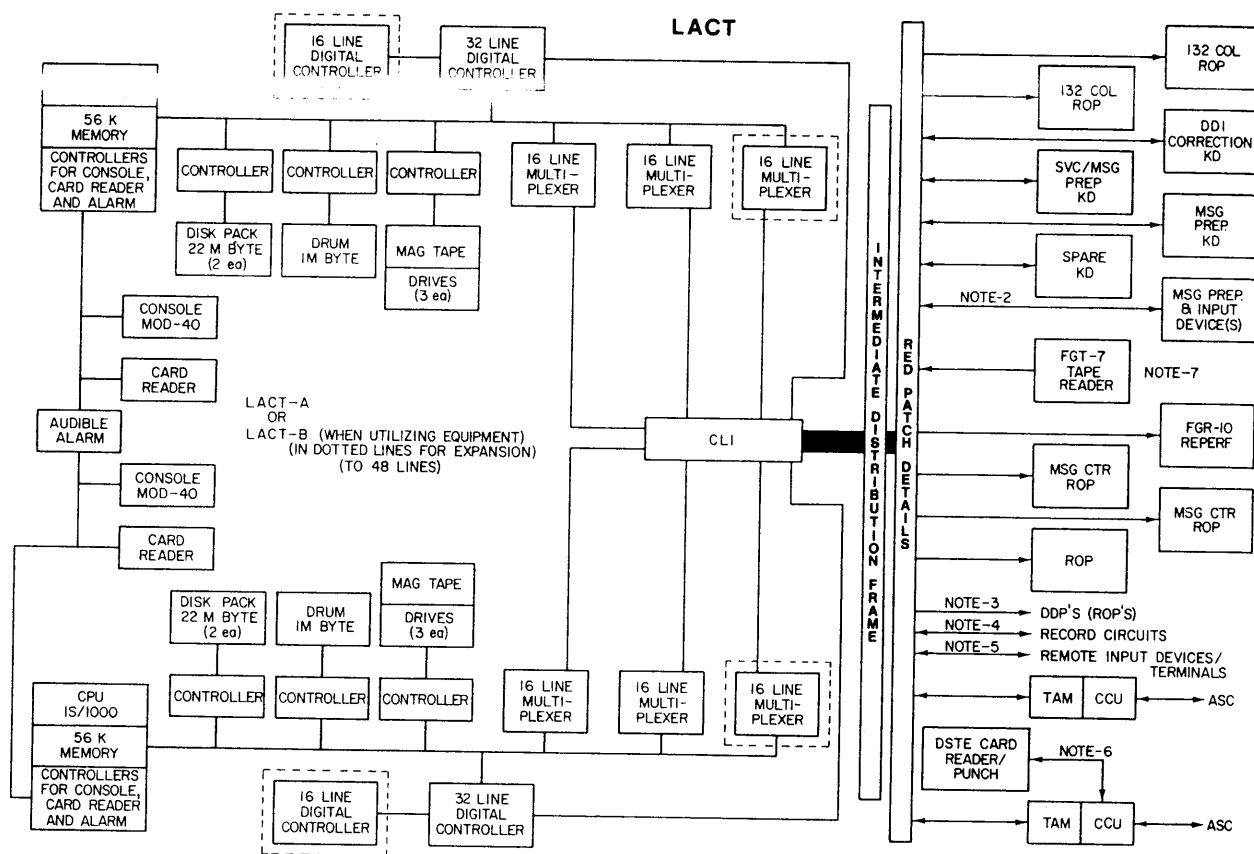 LACT
16 LINE
DIGITAL
CONTROLLER
32 LINE
DIGITAL
CONTROLLER
56 K
MEMORY
CONTROLLERS
FOR CONSOLE,
CARD READER
AND ALARM
CONTROLLER
CONTROLLER
CONTROLLER
DISK PACK
22 M BYTE
(2 ea)
DRUM
1M BYTE
MAG TAPE
DRIVES
(3 ea)
16 LINE
MULTI-
PLEXER
16 LINE
MULTI-
PLEXER
16 LINE
MULTI-
PLEXER
CONSOLE
MOD-40
CARD
READER
AUDIBLE
ALARM
CONSOLE
MOD-40
CARD
READER
LACT-A
OR
LACT-B (WHEN UTILIZING EQUIPMENT)
(IN DOTTED LINES FOR EXPANSION)
(TO 48 LINES)
CLI
DISK PACK
22 M BYTE
(2 ea)
DRUM
1M BYTE
MAG TAPE
DRIVES
(3 ea)
CONTROLLER
CONTROLLER
CONTROLLER
16 LINE
MULTI-
PLEXER
16 LINE
MULTI-
PLEXER
16 LINE
MULTI-
PLEXER
CPU
IS/1000
56 K
MEMORY
CONTROLLERS
FOR CONSOLE,
CARD READER
AND ALARM
16 LINE
DIGITAL
CONTROLLER
32 LINE
DIGITAL
CONTROLLER
INTERMEDIATE DISTRIBUTION FRAME
RED PATCH DETAILS
132 COL
ROP
132 COL
ROP
DDI
CORRECTION
KD
SVC/MSG
PREP
KD
MSG
PREP.
KD
SPARE
KD
NOTE-2
MSG PREP.
& INPUT
DEVICE(S)
FGT-7
TAPE
READER
NOTE-7
FGR-10
REPERF
MSG CTR
ROP
MSG CTR
ROP
ROP
NOTE-3
DDP'S (ROP'S)
NOTE-4
RECORD CIRCUITS
NOTE-5
REMOTE INPUT DEVICES/
TERMINALS
TAM
CCU
ASC
DSTE CARD
READER/
PUNCH
NOTE-6
TAM
CCU
ASC